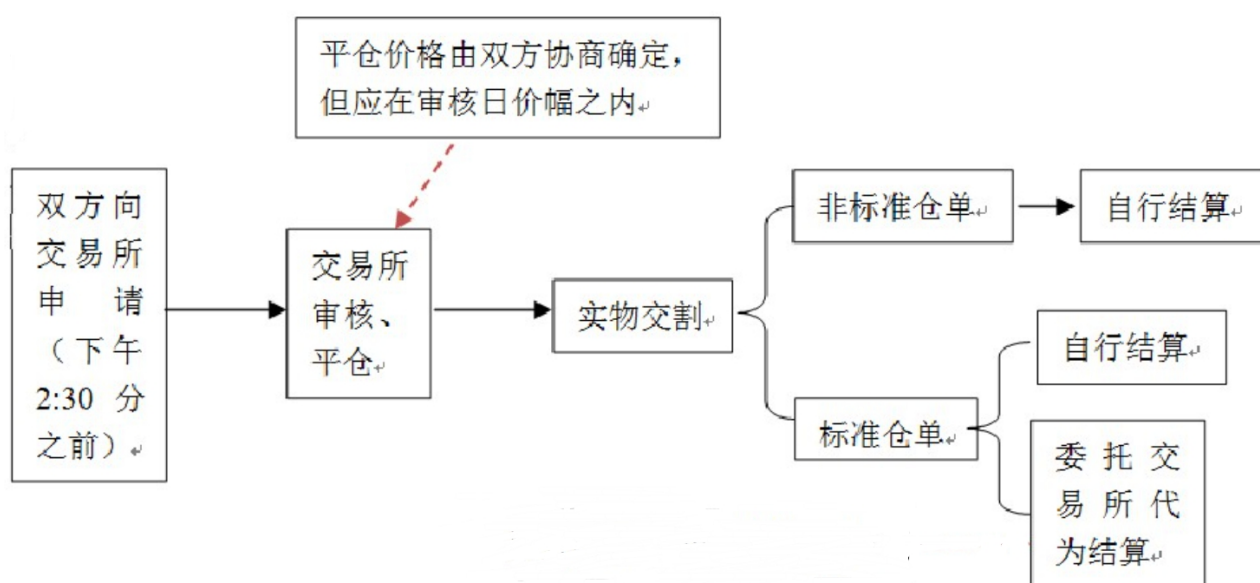 平仓价格由双方协商确定，
但应在审核日价幅之内
双方向
交易所
申请
（下午
2:30 分
之前）
交易所
审核、
平仓
实物交割
非标准仓单
自行结算
标准仓单
自行结算
委托交
易所代
为结算